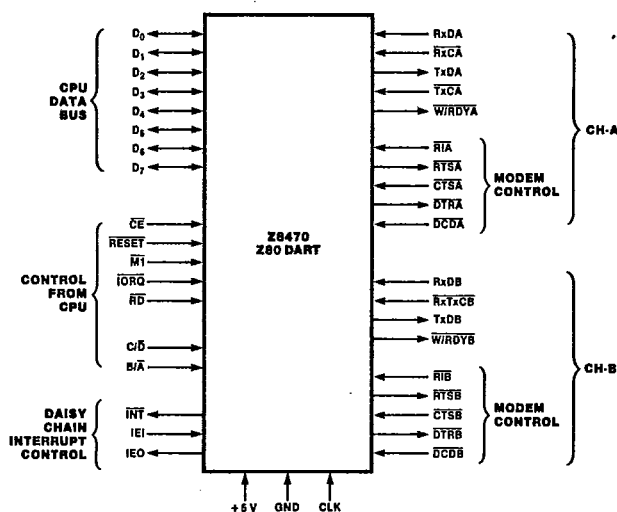 D0
D1
D2
D3
D4
D5
D6
D7
CPU
DATA
BUS
CE
RESET
M1
IORQ
RD
C/D
B/A
CONTROL
FROM
CPU
INT
IEI
IEO
DAISY
CHAIN
INTERRUPT
CONTROL
Z8470
Z80 DART
+5V GND CLK
RxDA
RxCA
TxDA
TxCA
W/RDYA
RIA
RTSA
CTSA
DTRA
DCDA
MODEM
CONTROL
CH-A
RxDB
RxTxCB
TxDB
W/RDYB
RIB
RTSB
CTSB
DTRB
DCDB
MODEM
CONTROL
CH-B